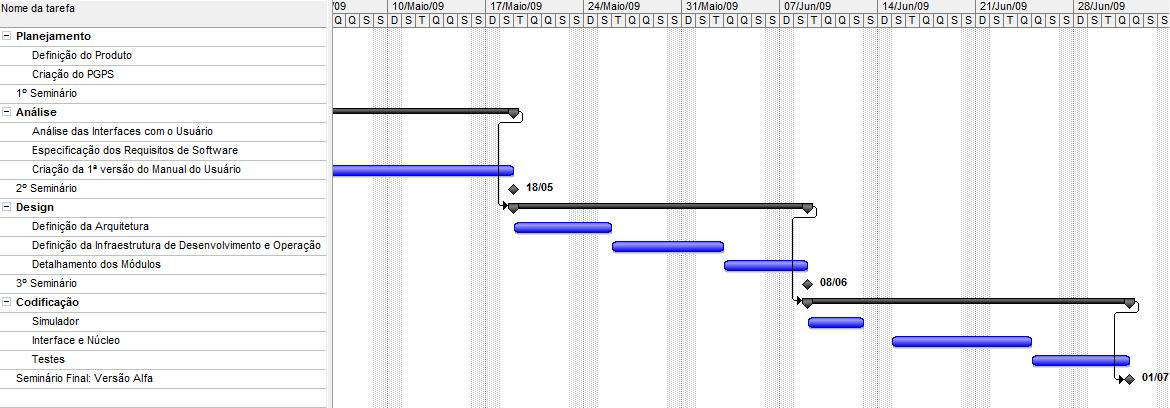 Nome da tarefa
/09 10/Maio/09 17/Maio/09 24/Maio/09 31/Maio/09 07/Jun/09 14/Jun/09 21/Jun/09 28/Jun/09
Q Q S S D S T Q Q S S D S T Q Q S S D S T Q Q S S D S T Q Q S S D S T Q Q S S D S T Q Q S S D S T Q Q S S D S T Q Q S S
Planejamento
Definição do Produto
Criação do PGPS
1º Seminário
Análise
Análise das Interfaces com o Usuário
Especificação dos Requisitos de Software
Criação da 1ª versão do Manual do Usuário
2º Seminário 18/05
Design
Definição da Arquitetura
Definição da Infraestrutura de Desenvolvimento e Operação
Detalhamento dos Módulos
3º Seminário 08/06
Codificação
Simulador
Interface e Núcleo
Testes
Seminário Final: Versão Alfa 01/07